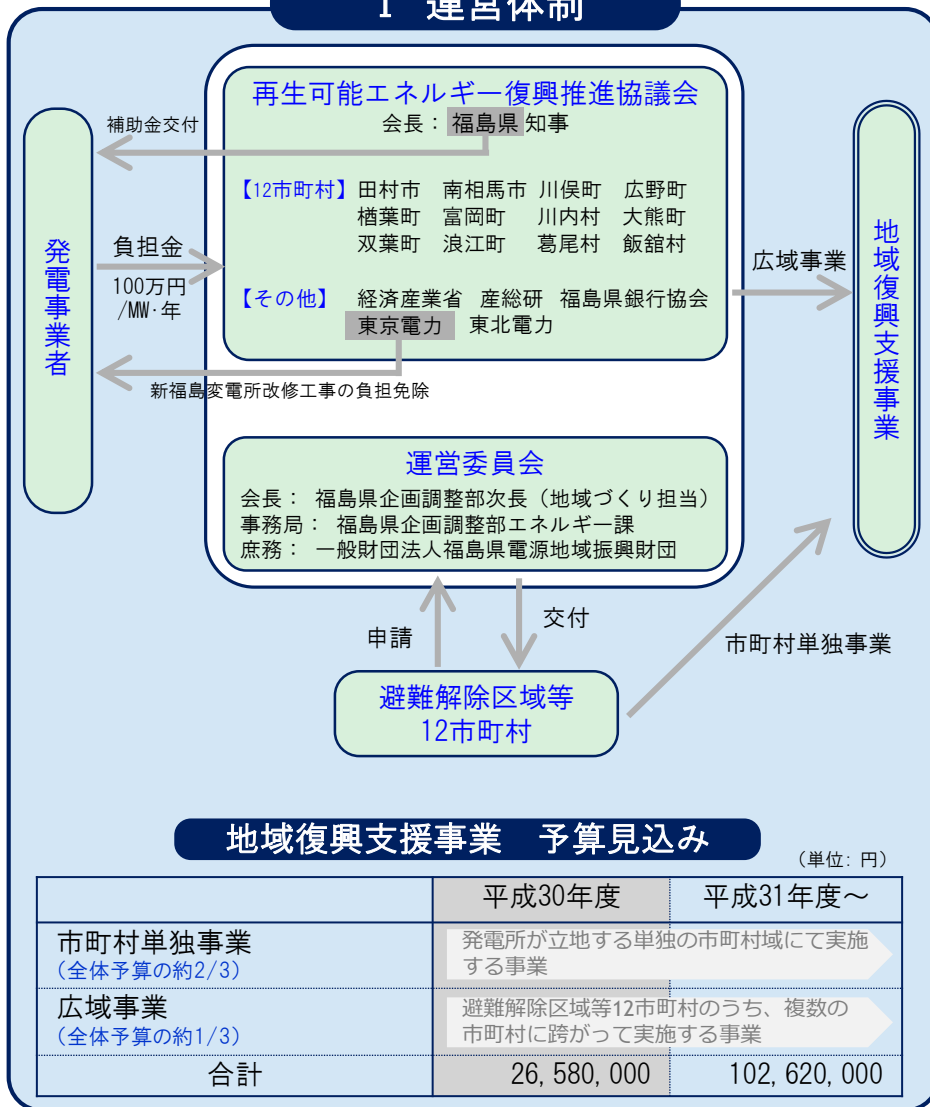 I 運営体制
再生可能エネルギー復興推進協議会
会長：福島県 知事
補助金交付
【12市町村】田村市 南相馬市 川俣町 広野町
楢葉町 富岡町 川内村 大熊町
双葉町 浪江町 葛尾村 飯舘村
【その他】 経済産業省 産総研 福島県銀行協会
東京電力 東北電力
発電事業者
負担金
100万円
/MW･年
新福島変電所改修工事の負担免除
広域事業
地域復興支援事業
運営委員会
会長： 福島県企画調整部次長（地域づくり担当）
事務局： 福島県企画調整部エネルギー課
庶務： 一般財団法人福島県電源地域振興財団
申請
交付
市町村単独事業
避難解除区域等
12市町村
地域復興支援事業 予算見込み
（単位: 円）
平成30年度 平成31年度～
市町村単独事業
（全体予算の約2/3）
発電所が立地する単独の市町村域にて実施
する事業
広域事業
（全体予算の約1/3）
避難解除区域等12市町村のうち、複数の
市町村に跨がって実施する事業
合計 26,580,000 102,620,000